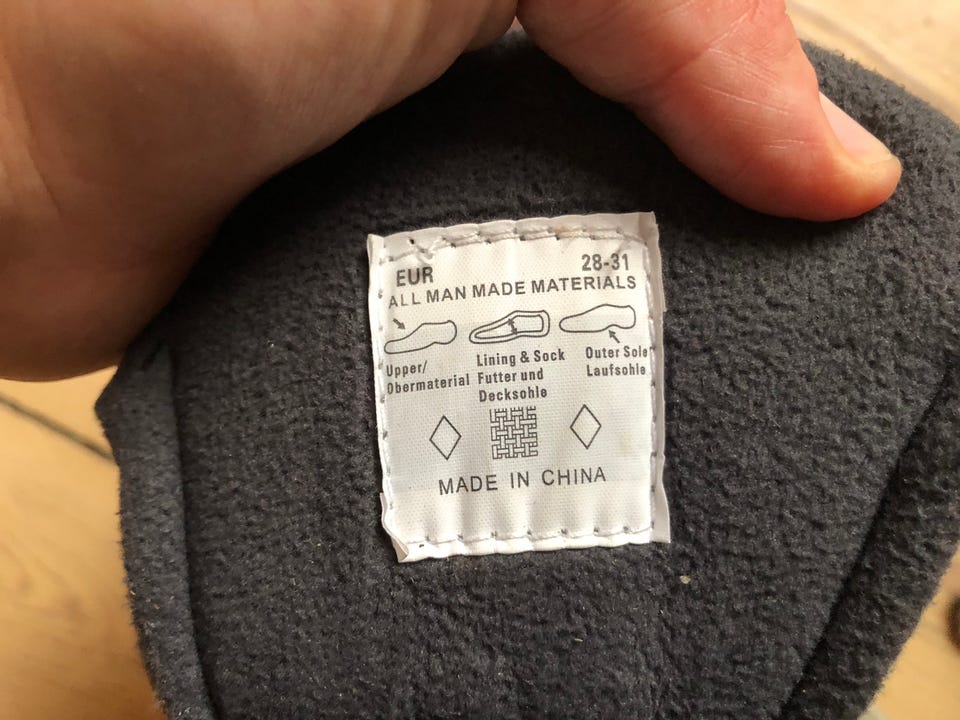 EUR 28-31
ALL MAN MADE MATERIALS
Upper/
Obermaterial
Lining & Sock
Futter und
Decksohle
Outer Sole
Laufsohle
MADE IN CHINA